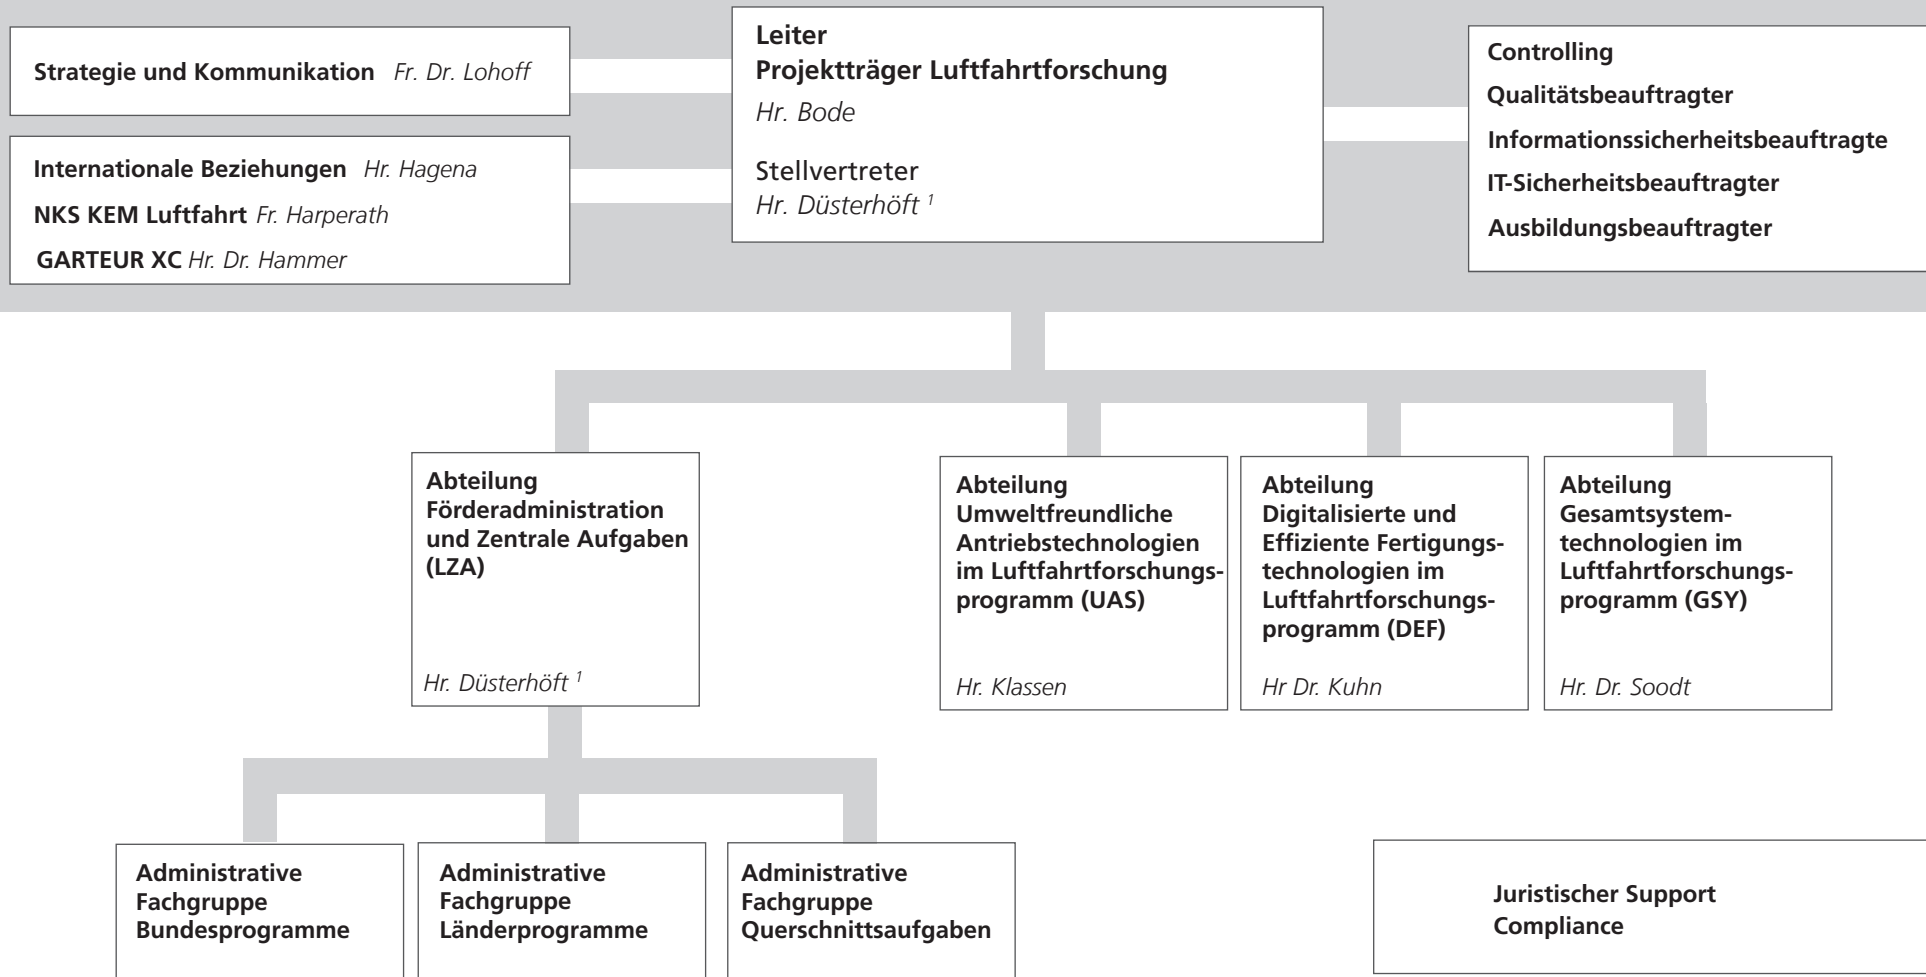 Strategie und Kommunikation Fr. Dr. Lohoff
Internationale Beziehungen Hr. Hagena
NKS KEM Luftfahrt Fr. Harperath
GARTEUR XC Hr. Dr. Hammer
Leiter
Projektträger Luftfahrtforschung
Hr. Bode
Stellvertreter
Hr. Düsterhöft 1
Controlling
Qualitätsbeauftragter
Informationssicherheitsbeauftragte
IT-Sicherheitsbeauftragter
Ausbildungsbeauftragter
Abteilung
Förderadministration
und Zentrale Aufgaben
(LZA)
Hr. Düsterhöft 1
Abteilung
Umweltfreundliche
Antriebstechnologien
im Luftfahrtforschungs-
programm (UAS)
Hr. Klassen
Abteilung
Digitalisierte und
Effiziente Fertigungs-
technologien im
Luftfahrtforschungs-
programm (DEF)
Hr Dr. Kuhn
Abteilung
Gesamtsystem-
technologien im
Luftfahrtforschungs-
programm (GSY)
Hr. Dr. Soodt
Administrative
Fachgruppe
Bundesprogramme
Administrative
Fachgruppe
Länderprogramme
Administrative
Fachgruppe
Querschnittsaufgaben
Juristischer Support
Compliance